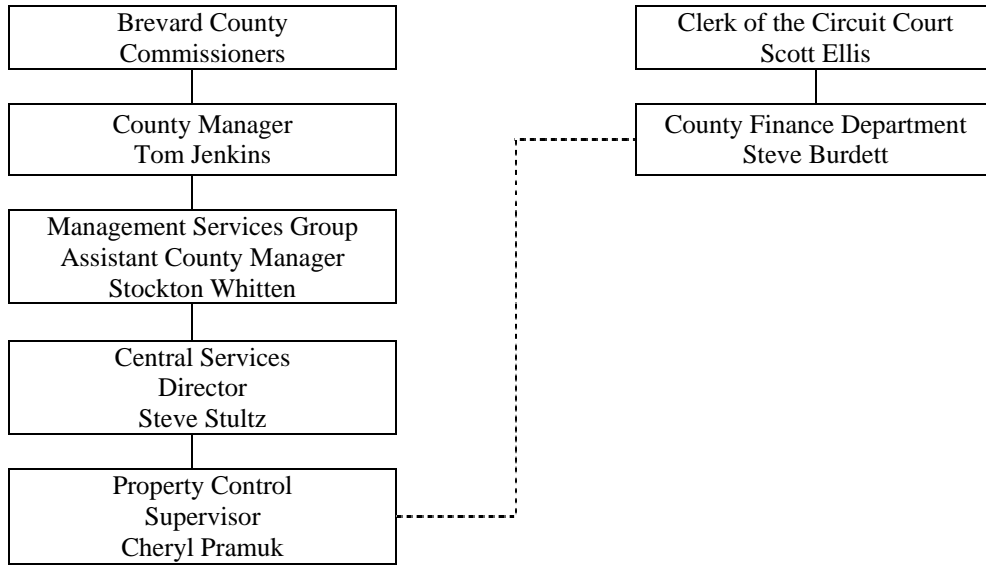 Brevard County
Commissioners
County Manager
Tom Jenkins
Management Services Group
Assistant County Manager
Stockton Whitten
Central Services
Director
Steve Stultz
Property Control
Supervisor
Cheryl Pramuk
Clerk of the Circuit Court
Scott Ellis
County Finance Department
Steve Burdett